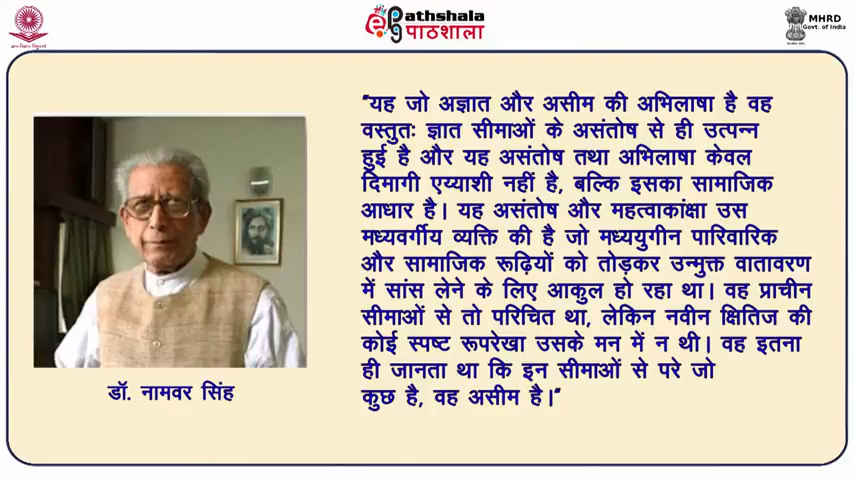 Pathshala
पाठशाला
MHRD
Govt. of India
"यह जो अज्ञात और असीम की अभिलाषा है वह
वस्तुतः ज्ञात सीमाओं के असंतोष से ही उत्पन्न
हुई है और यह असंतोष तथा अभिलाषा केवल
दिमागी एय्याशी नहीं है, बल्कि इसका सामाजिक
आधार है। यह असंतोष और महत्वाकांक्षा उस
मध्यवर्गीय व्यक्ति की है जो मध्ययुगीन पारिवारिक
और सामाजिक रूढ़ियों को तोड़कर उन्मुक्त वातावरण
में सांस लेने के लिए आकुल हो रहा था। वह प्राचीन
सीमाओं से तो परिचित था, लेकिन नवीन क्षितिज की
कोई स्पष्ट रूपरेखा उसके मन में न थी। वह इतना
ही जानता था कि इन सीमाओं से परे जो
कुछ है, वह असीम है।"
डॉ. नामवर सिंह